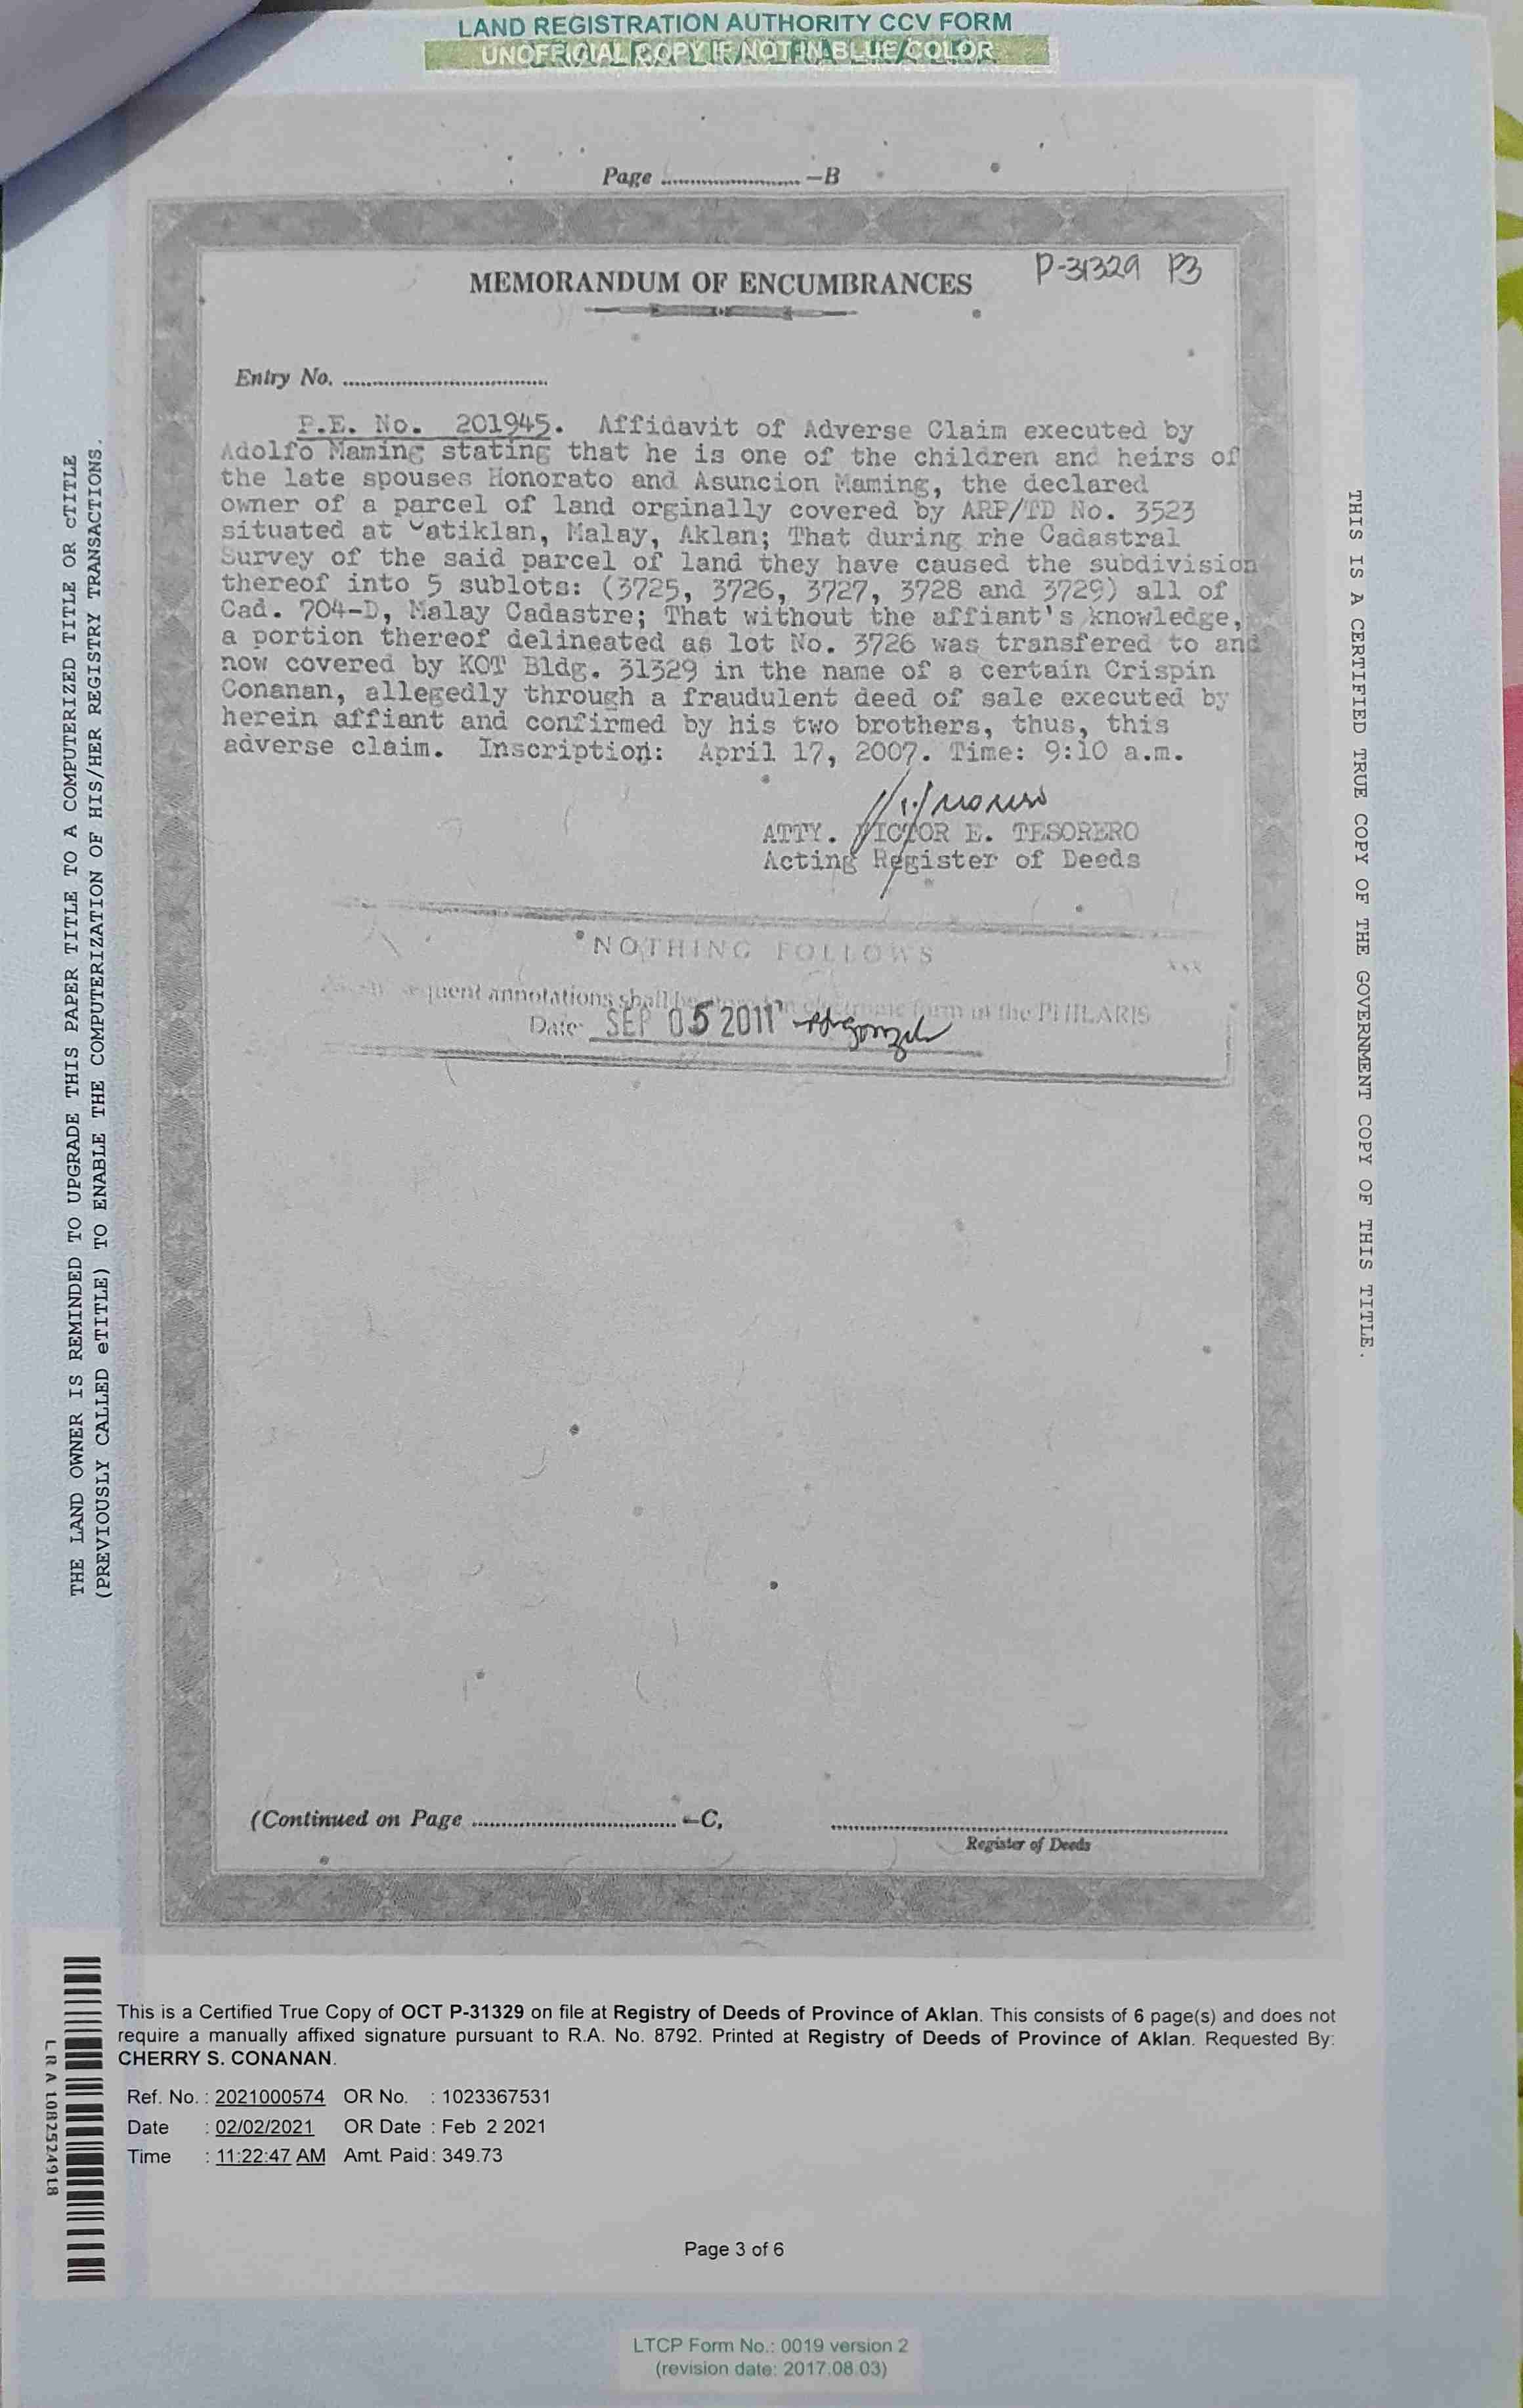 LAND REGISTRATION AUTHORITY CCV FORM
UNOFFICIAL COPY IF NOT IN BLUE COLOR
Page ........................ —B
MEMORANDUM OF ENCUMBRANCES
P-31329 P3
Entry No. ....................................
P.E. No. 201945. Affidavit of Adverse Claim executed by
Adolfo Maming stating that he is one of the children and heirs of
the late spouses Honorato and Asuncion Maming, the declared
owner of a parcel of land orginally covered by ARP/TD No. 3523
situated at atiklan, Malay, Aklan; That during rhe Cadastral
Survey of the said parcel of land they have caused the subdivision
thereof into 5 sublots: (3725, 3726, 3727, 3728 and 3729) all of
Cad. 704-D, Malay Cadastre; That without the affiant's knowledge,
a portion thereof delineated as lot No. 3726 was transfered to and
now covered by KOT Bldg. 31329 in the name of a certain Crispin
Conanan, allegedly through a fraudulent deed of sale executed by
herein affiant and confirmed by his two brothers, thus, this
adverse claim. Inscription: April 17, 2007. Time: 9:10 a.m.
ATTY. VICTOR E. TESORERO
Acting Register of Deeds
NOTHING FOLLOWS
xxx
annotations shall be in electronic form in the PHILARIS
Date: SEP 05 2011
(Continued on Page .................................... —C,
Register of Deeds
THE LAND OWNER IS REMINDED TO UPGRADE THIS PAPER TITLE TO A COMPUTERIZED TITLE OR cTITLE
(PREVIOUSLY CALLED eTITLE) TO ENABLE THE COMPUTERIZATION OF HIS/HER REGISTRY TRANSACTIONS.
THIS IS A CERTIFIED TRUE COPY OF THE GOVERNMENT COPY OF THIS TITLE.
This is a Certified True Copy of OCT P-31329 on file at Registry of Deeds of Province of Aklan. This consists of 6 page(s) and does not
require a manually affixed signature pursuant to R.A. No. 8792. Printed at Registry of Deeds of Province of Aklan. Requested By:
CHERRY S. CONANAN.
Ref. No. : 2021000574 OR No. : 1023367531
Date : 02/02/2021 OR Date : Feb 2 2021
Time : 11:22:47 AM Amt. Paid : 349.73
LRA 1082524918
Page 3 of 6
LTCP Form No.: 0019 version 2
(revision date: 2017.08.03)